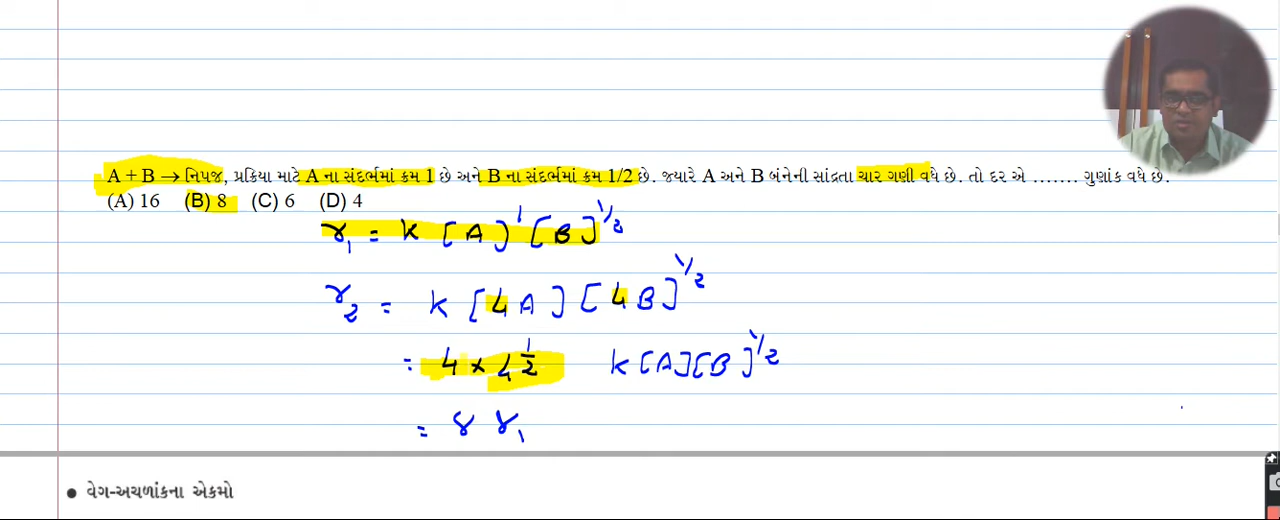 A + B → નિપજ, પ્રક્રિયા માટે A ના સંદર્ભમાં ક્રમ 1 છે અને B ના સંદર્ભમાં ક્રમ 1/2 છે. જ્યારે A અને B બંનેની સાંદ્રતા ચાર ગણી વધે છે. તો દર એ ....... ગુણાંક વધે છે.
(A) 16 (B) 8 (C) 6 (D) 4
r₁ = k [A]¹ [B]^1/2
r₂ = k [4A] [4B]^1/2
= 4 × 4^1/2 k[A][B]^1/2
= 8 r₁
• વેગ-અચળાંકના એકમો